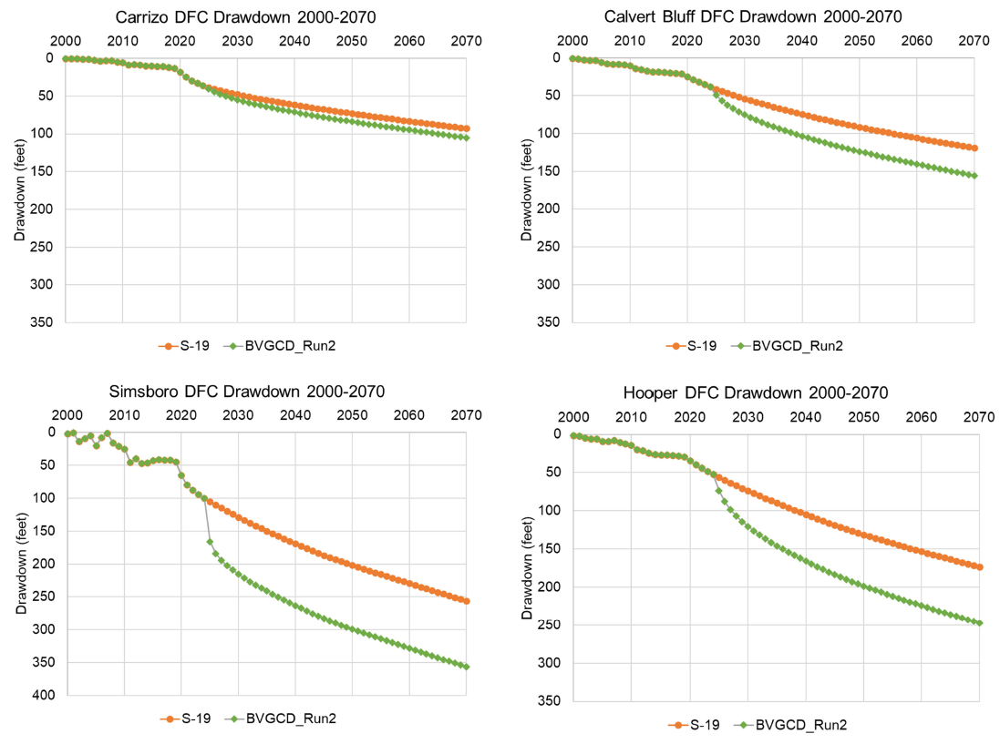 Carrizo DFC Drawdown 2000-2070
2000 2010 2020 2030 2040 2050 2060 2070
0
50
100
150
200
250
300
350
Drawdown (feet)
S-19 BVGCD_Run2
Calvert Bluff DFC Drawdown 2000-2070
2000 2010 2020 2030 2040 2050 2060 2070
0
50
100
150
200
250
300
350
Drawdown (feet)
S-19 BVGCD_Run2
Simsboro DFC Drawdown 2000-2070
2000 2010 2020 2030 2040 2050 2060 2070
0
50
100
150
200
250
300
350
400
Drawdown (feet)
S-19 BVGCD_Run2
Hooper DFC Drawdown 2000-2070
2000 2010 2020 2030 2040 2050 2060 2070
0
50
100
150
200
250
300
350
Drawdown (feet)
S-19 BVGCD_Run2